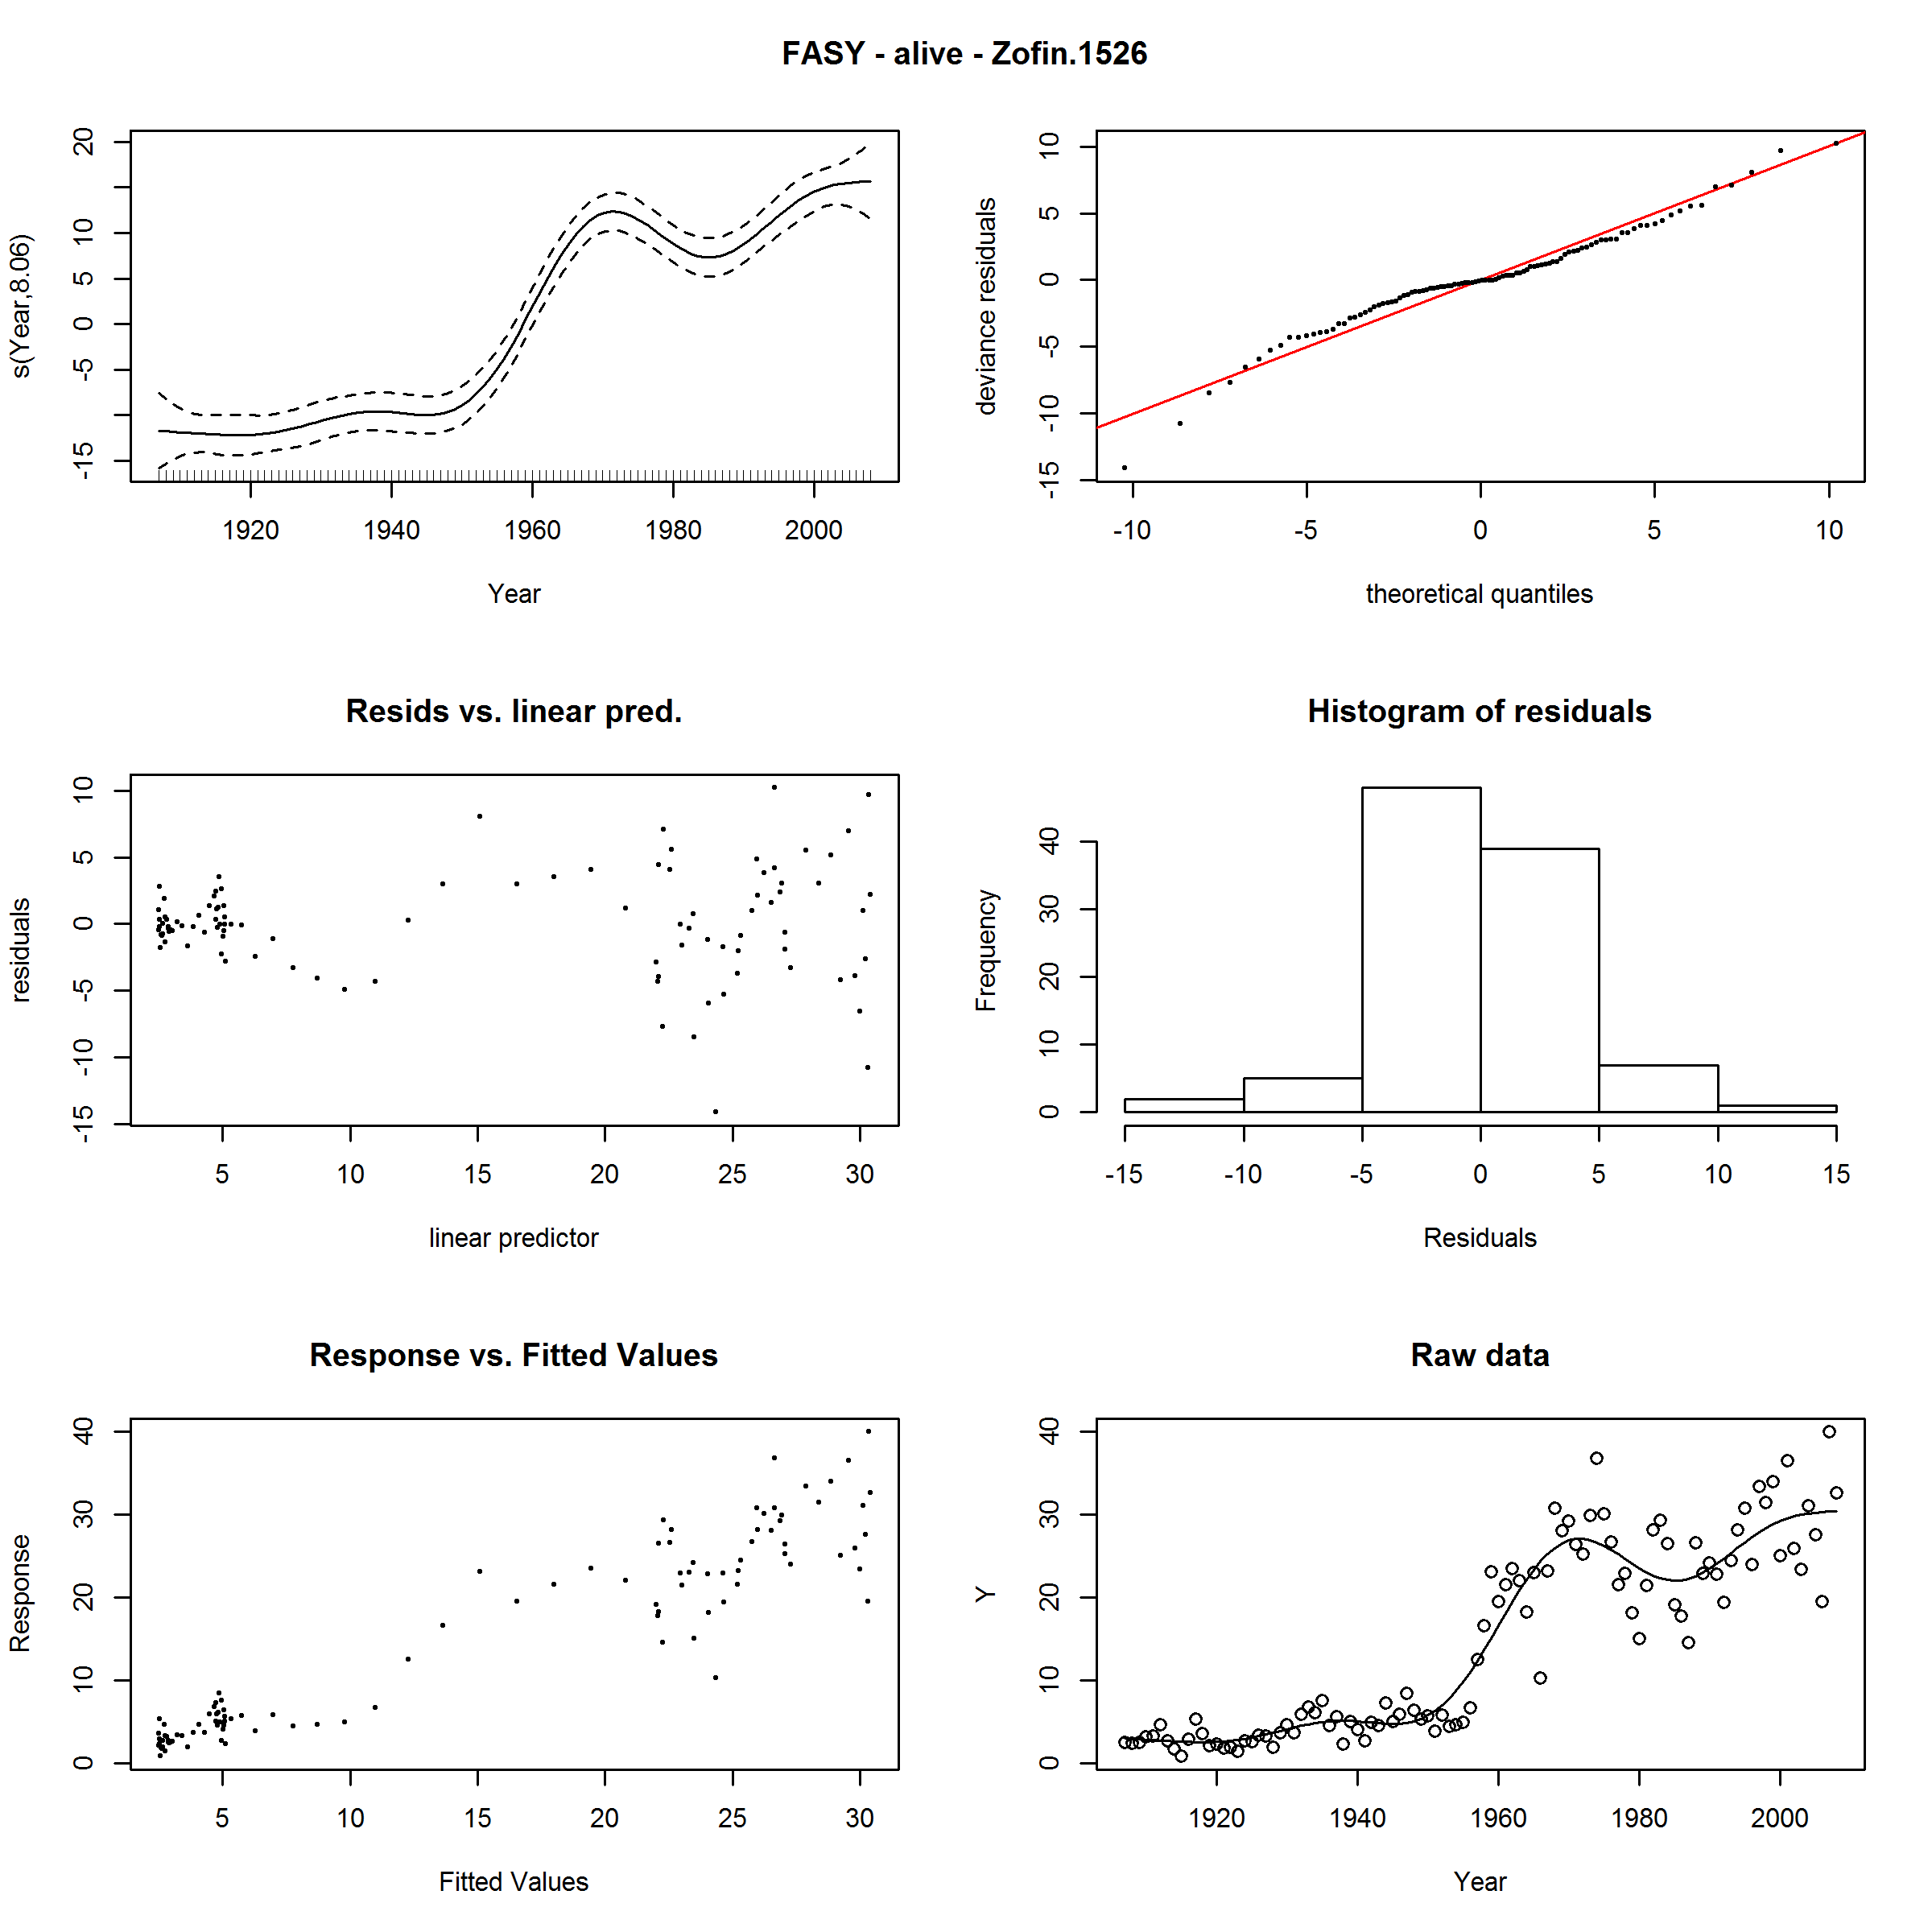 FASY - alive - Zofin.1526
s(Year,8.06)
-15 -5 0 5 10 20
1920 1940 1960 1980 2000
Year
deviance residuals
-15 -10 -5 0 5 10
-10 -5 0 5 10
theoretical quantiles
Resids vs. linear pred.
residuals
-15 -10 -5 0 5 10
5 10 15 20 25 30
linear predictor
Histogram of residuals
Frequency
0 10 20 30 40
-15 -10 -5 0 5 10 15
Residuals
Response vs. Fitted Values
Response
0 10 20 30 40
5 10 15 20 25 30
Fitted Values
Raw data
Y
0 10 20 30 40
1920 1940 1960 1980 2000
Year